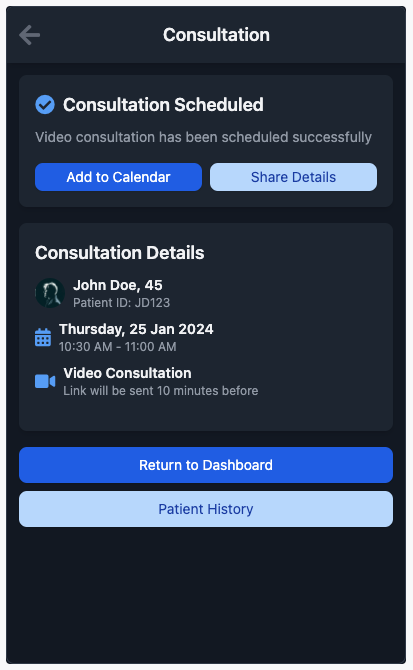 Consultation
Consultation Scheduled
Video consultation has been scheduled successfully
Add to Calendar
Share Details
Consultation Details
John Doe, 45
Patient ID: JD123
Thursday, 25 Jan 2024
10:30 AM - 11:00 AM
Video Consultation
Link will be sent 10 minutes before
Return to Dashboard
Patient History